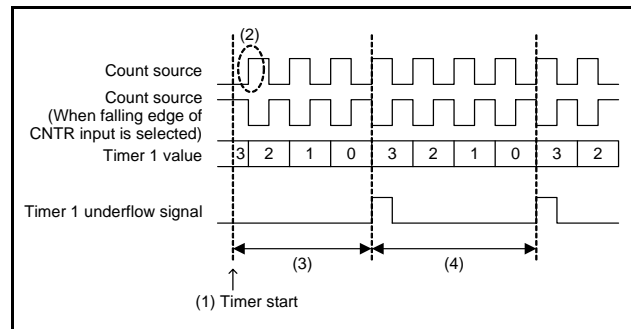 (2)
Count source
Count source
(When falling edge of
CNTR input is selected)
Timer 1 value
3 2 1 0 3 2 1 0 3 2
Timer 1 underflow signal
(3) (4)
(1) Timer start